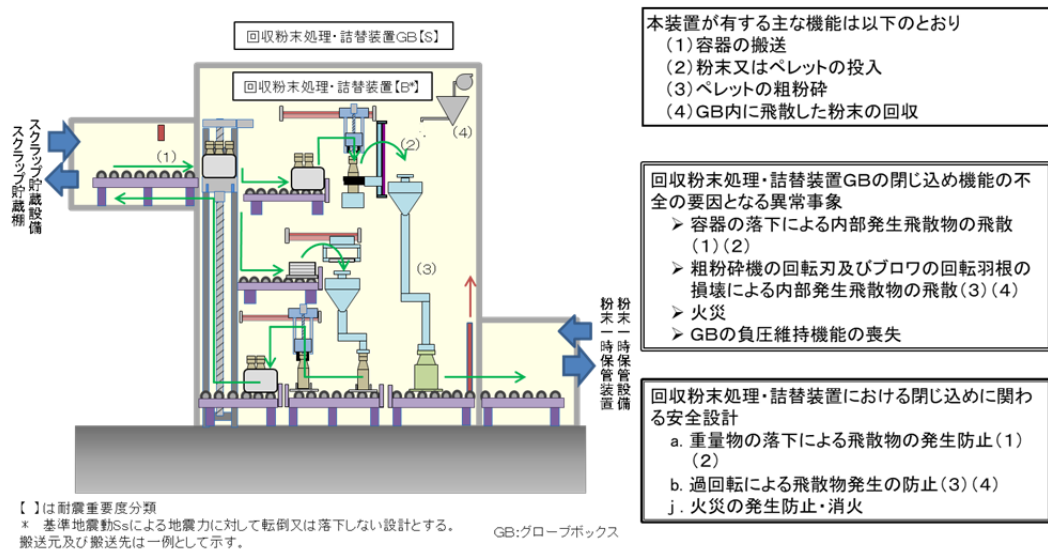 回収粉末処理・詰替装置GB【S】
回収粉末処理・詰替装置【B*】
(1)
(2)
(3)
(4)
スクラップ貯蔵設備
スクラップ貯蔵棚
粉末一時保管設備
粉末一時保管装置
【 】は耐震重要度分類
* 基準地震動Ssによる地震力に対して転倒又は落下しない設計とする。
搬送元及び搬送先は一例として示す。
GB:グローブボックス
本装置が有する主な機能は以下のとおり
(1)容器の搬送
(2)粉末又はペレットの投入
(3)ペレットの粗粉砕
(4)GB内に飛散した粉末の回収
回収粉末処理・詰替装置GBの閉じ込め機能の不
全の要因となる異常事象
➢ 容器の落下による内部発生飛散物の飛散
(1)(2)
➢ 粗粉砕機の回転刃及びブロワの回転羽根の
損壊による内部発生飛散物の飛散(3)(4)
➢ 火災
➢ GBの負圧維持機能の喪失
回収粉末処理・詰替装置における閉じ込めに関わ
る安全設計
a. 重量物の落下による飛散物の発生防止(1)
(2)
b. 過回転による飛散物発生の防止(3)(4)
j. 火災の発生防止・消火